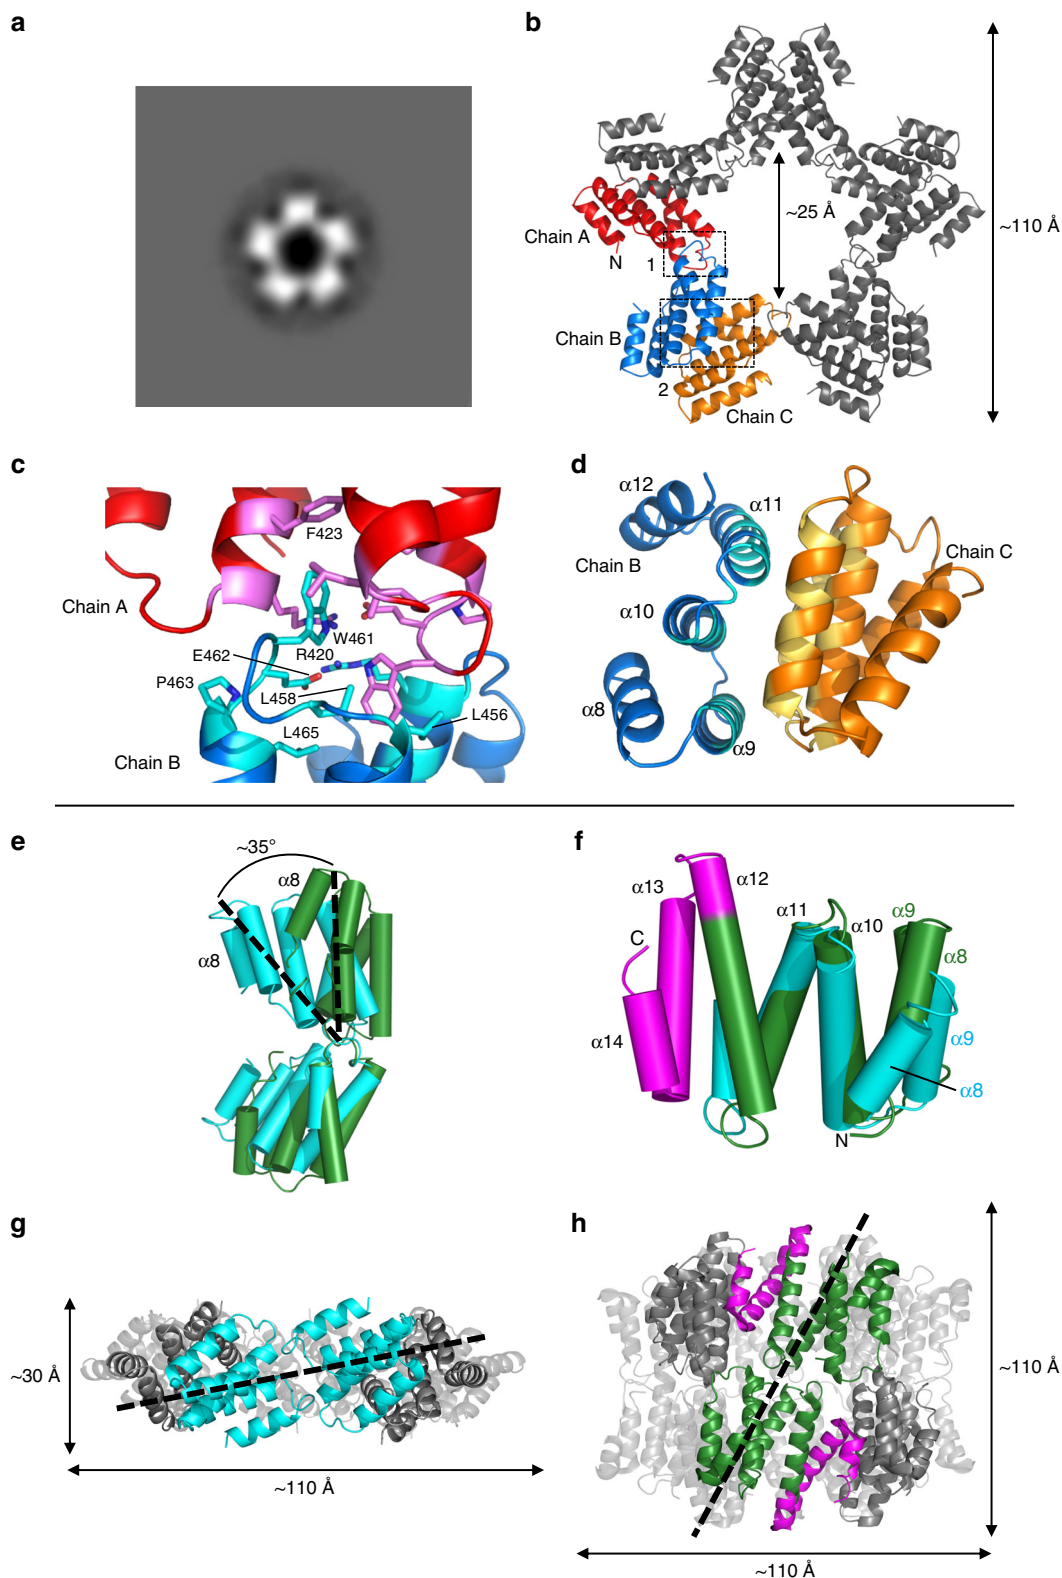 a
b
~25 Å
~110 Å
Chain A
N
1
Chain B
2
Chain C
c
F423
Chain A
W461
R420
E462
P463
L458
L456
L465
Chain B
d
α12
α11
Chain B
Chain C
α10
α8
α9
e
~35°
α8
α8
f
α13
α12
α11
α10
α9
α8
C
α14
α9
α8
N
g
~30 Å
~110 Å
h
~110 Å
~110 Å